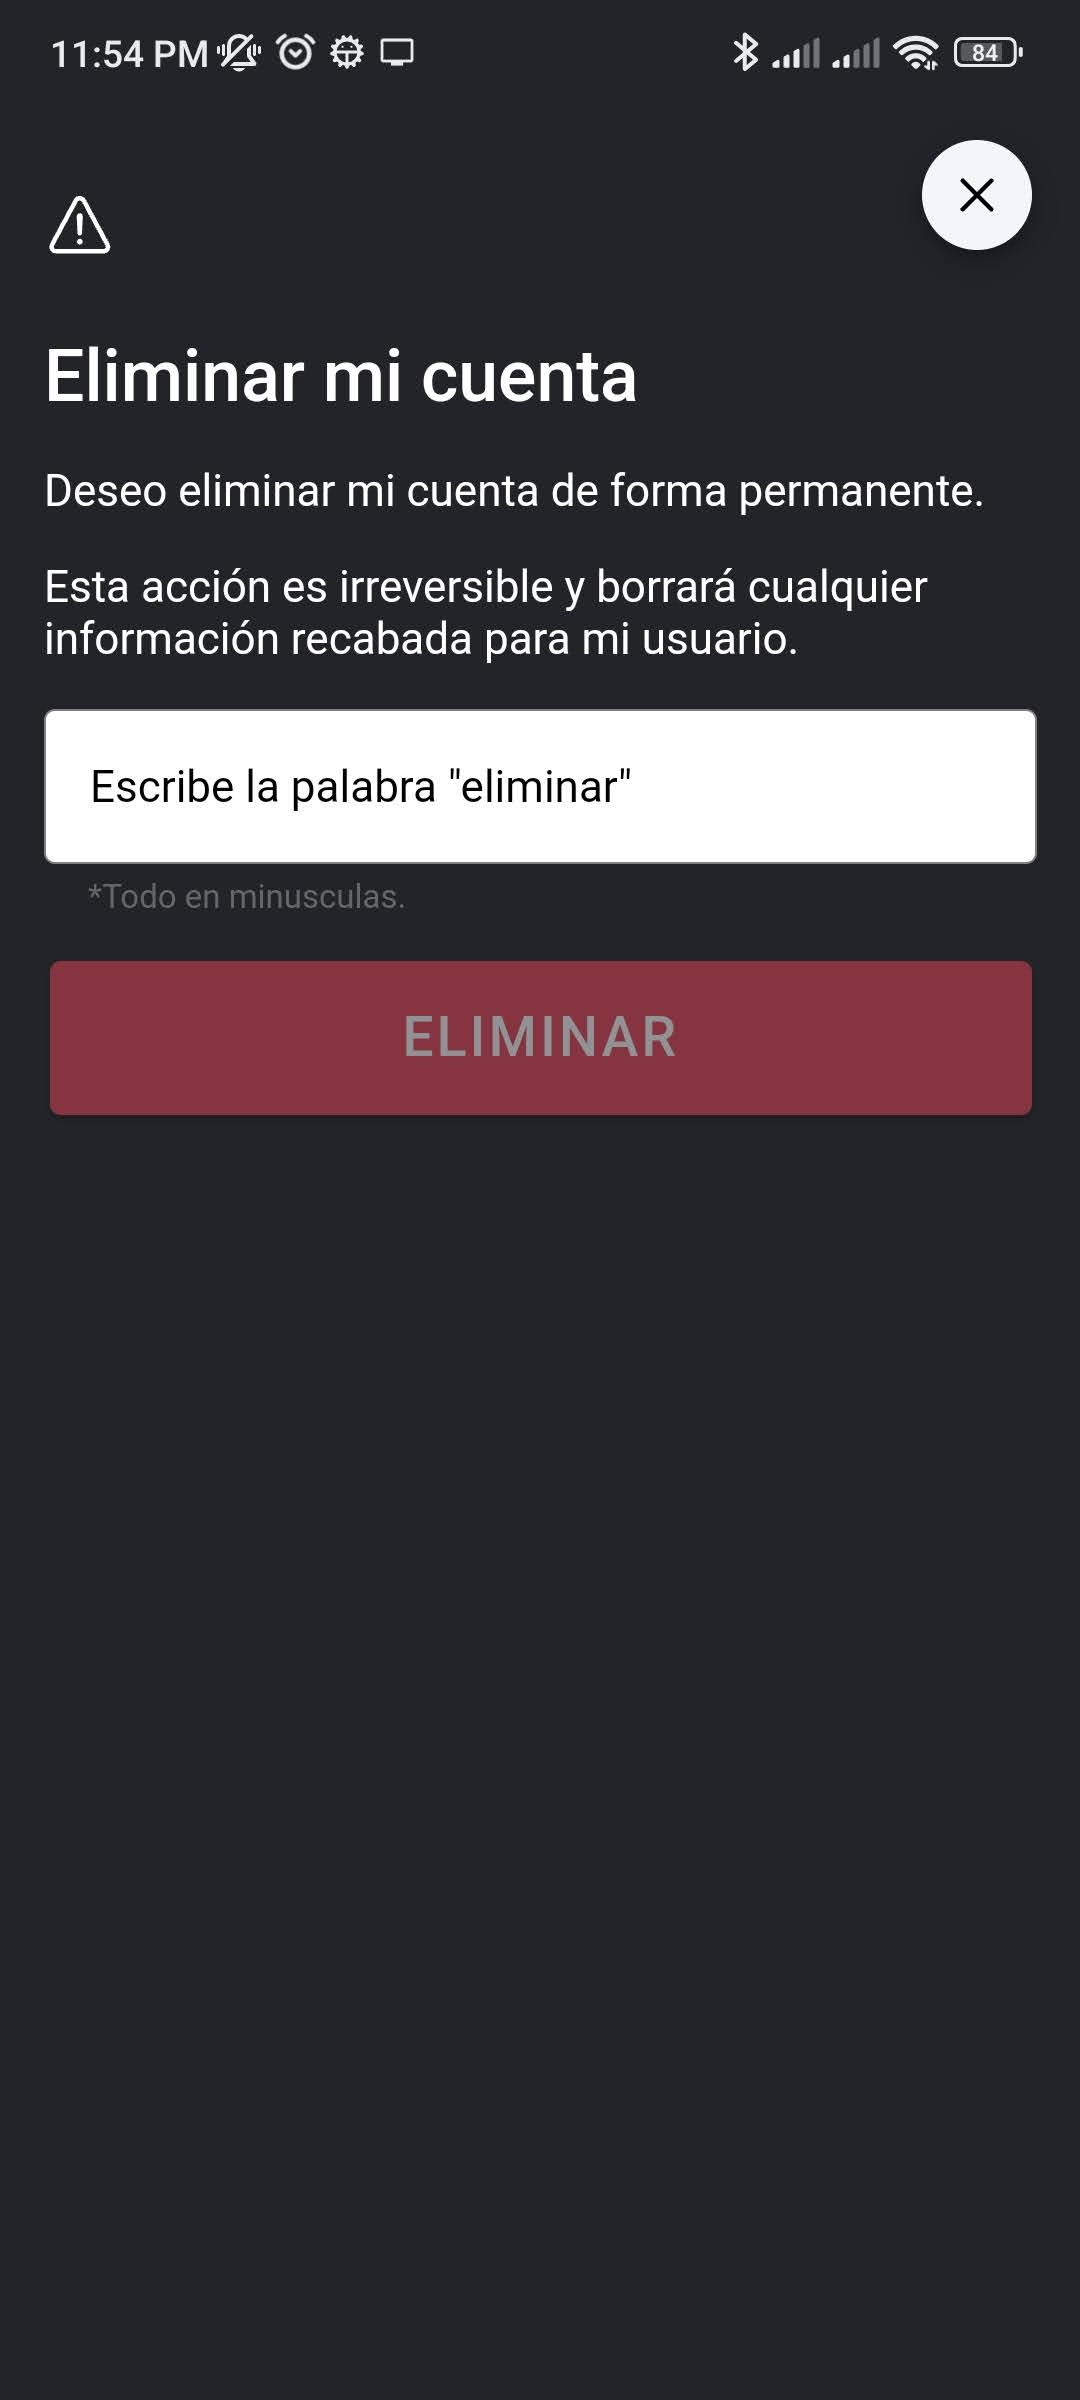 11:54 PM
84
Eliminar mi cuenta
Deseo eliminar mi cuenta de forma permanente.
Esta acción es irreversible y borrará cualquier
información recabada para mi usuario.
Escribe la palabra "eliminar"
*Todo en minusculas.
ELIMINAR